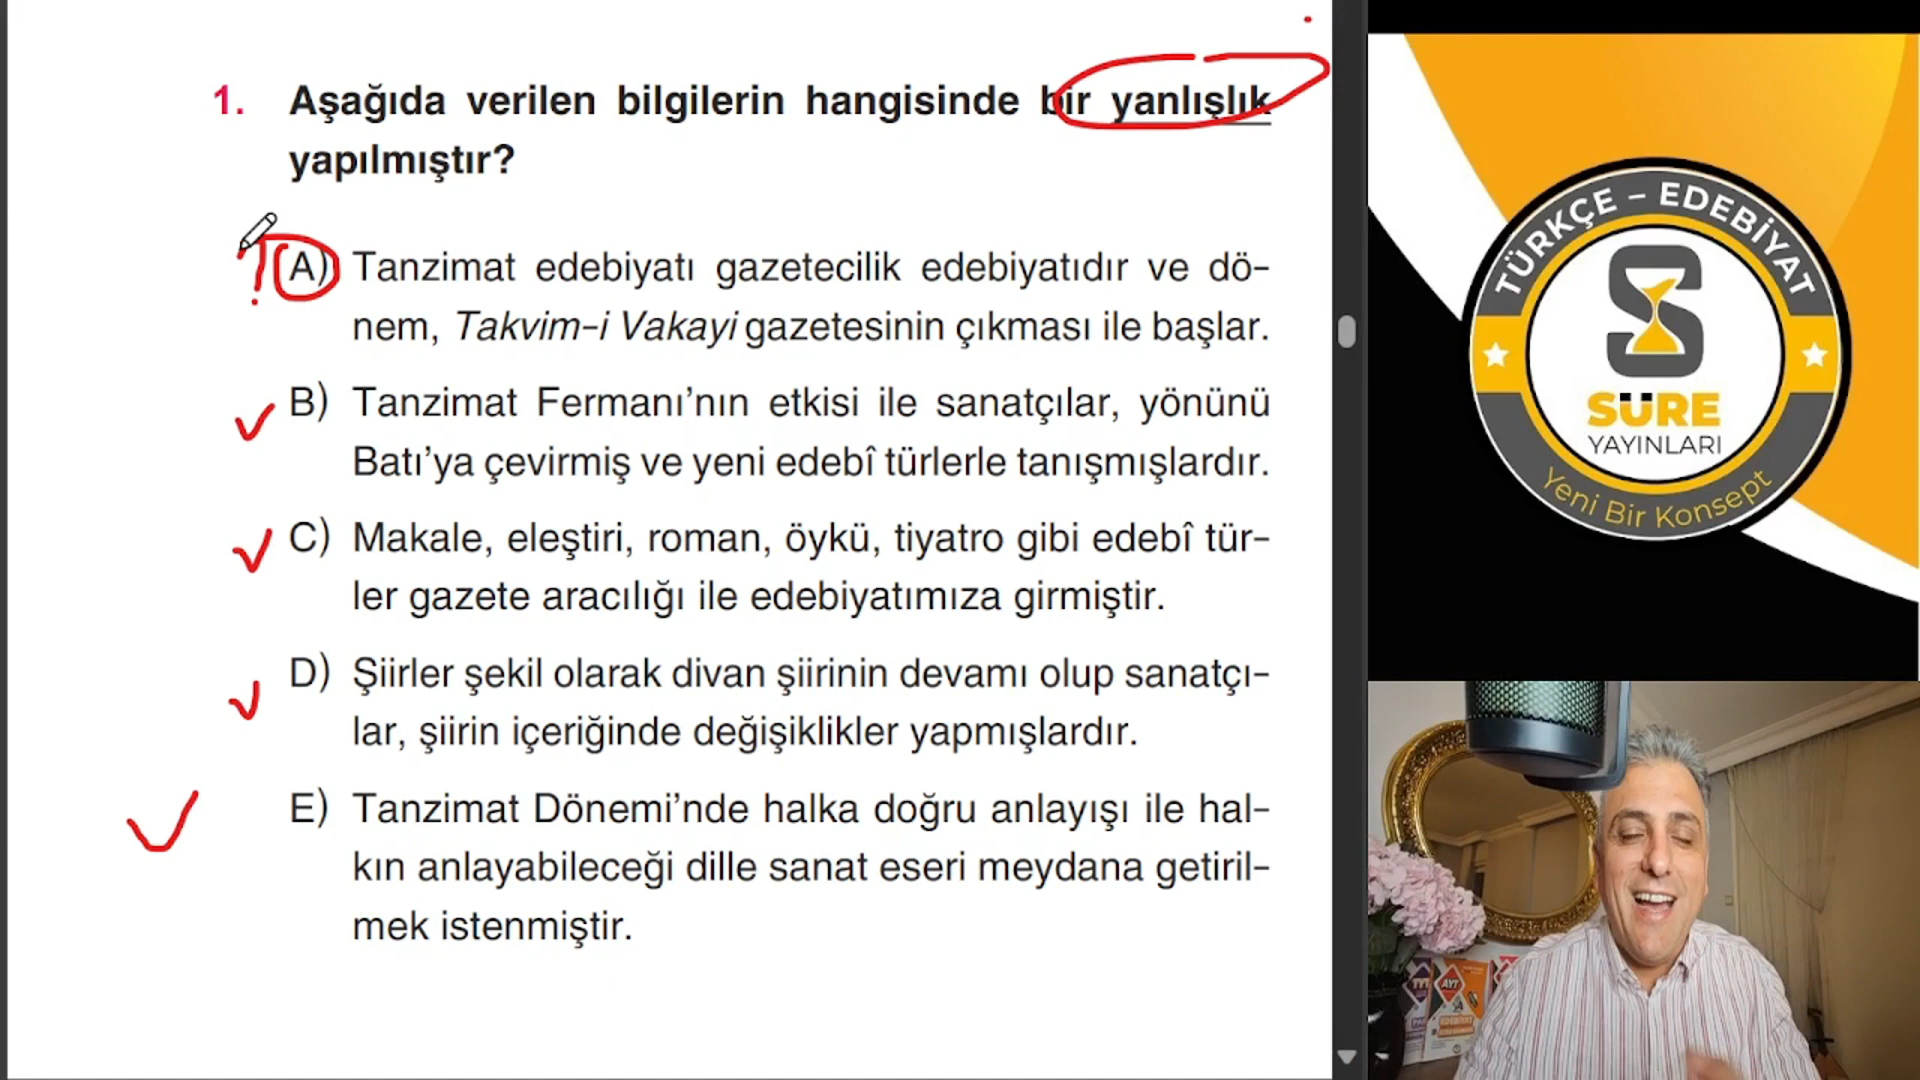 1. Aşağıda verilen bilgilerin hangisinde bir yanlışlık
yapılmıştır?
A) Tanzimat edebiyatı gazetecilik edebiyatıdır ve dö-
nem, Takvim-i Vakayi gazetesinin çıkması ile başlar.
B) Tanzimat Fermanı’nın etkisi ile sanatçılar, yönünü
Batı’ya çevirmiş ve yeni edebî türlerle tanışmışlardır.
C) Makale, eleştiri, roman, öykü, tiyatro gibi edebî tür-
ler gazete aracılığı ile edebiyatımıza girmiştir.
D) Şiirler şekil olarak divan şiirinin devamı olup sanatçı-
lar, şiirin içeriğinde değişiklikler yapmışlardır.
E) Tanzimat Dönemi’nde halka doğru anlayışı ile hal-
kın anlayabileceği dille sanat eseri meydana getiril-
mek istenmiştir.
TÜRKÇE – EDEBİYAT
SÜRE
YAYINLARI
Yeni Bir Konsept
TYT
AYT
EDEBİYAT